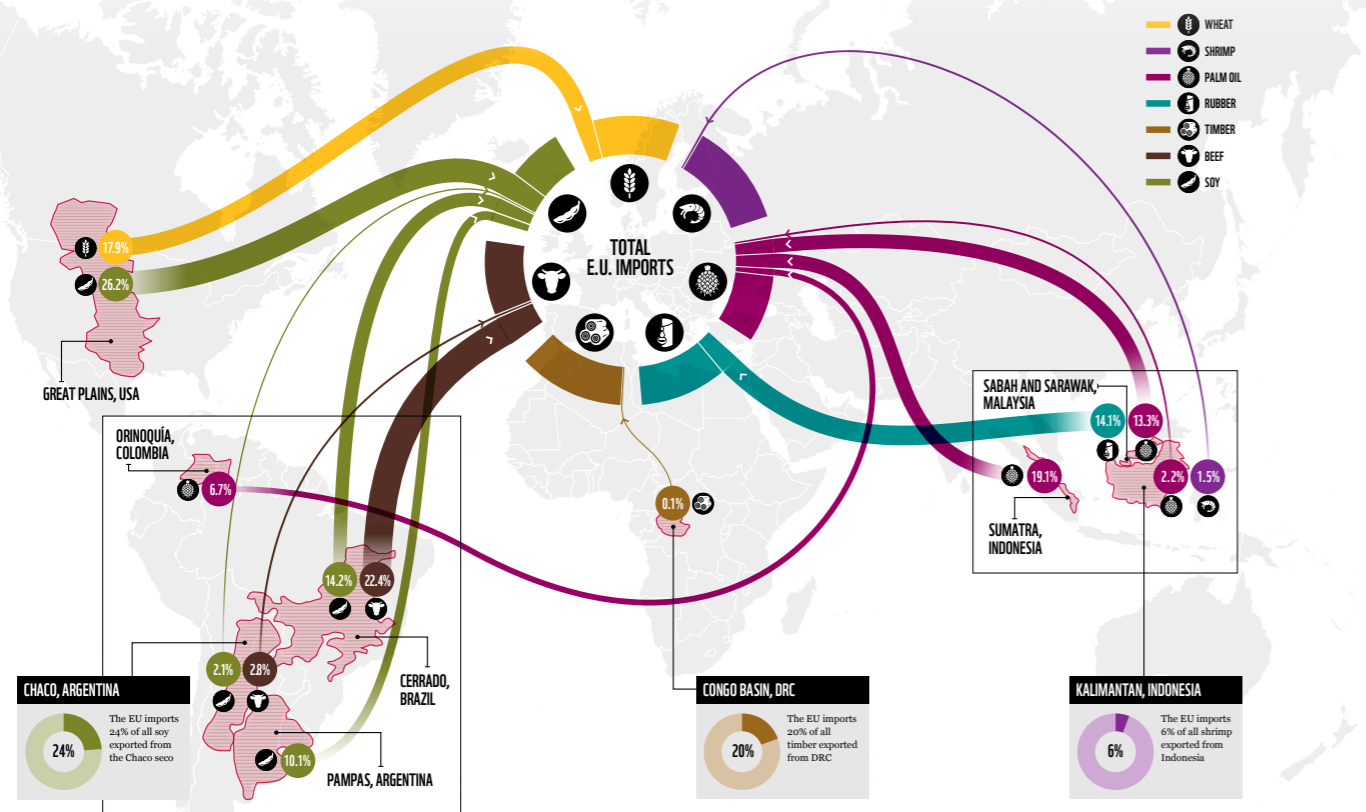 WHEAT
SHRIMP
PALM OIL
RUBBER
TIMBER
BEEF
SOY
TOTAL
E.U. IMPORTS
17.9%
26.2%
GREAT PLAINS, USA
ORINOQUÍA,
COLOMBIA
6.7%
14.2%
22.4%
2.1%
2.8%
CERRADO,
BRAZIL
10.1%
PAMPAS, ARGENTINA
CHACO, ARGENTINA
24%
The EU imports
24% of all soy
exported from
the Chaco seco
0.1%
CONGO BASIN, DRC
20%
The EU imports
20% of all
timber exported
from DRC
SABAH AND SARAWAK,
MALAYSIA
14.1%
13.3%
19.1%
2.2%
1.5%
SUMATRA,
INDONESIA
KALIMANTAN, INDONESIA
6%
The EU imports
6% of all shrimp
exported from
Indonesia